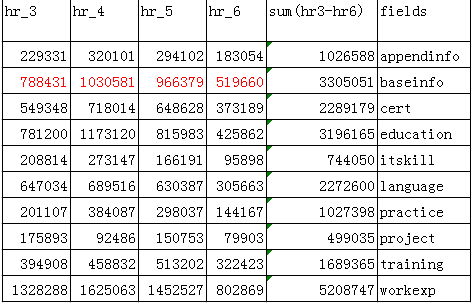 hr_3 hr_4 hr_5 hr_6 sum(hr3-hr6) fields
229331 320101 294102 183054 1026588 appendinfo
788431 1030581 966379 519660 3305051 baseinfo
549348 718014 648628 373189 2289179 cert
781200 1173120 815983 425862 3196165 education
208814 273147 166191 95898 744050 itskill
647034 689516 630387 305663 2272600 language
201107 384087 298037 144167 1027398 practice
175893 92486 150753 79903 499035 project
394908 458832 513202 322423 1689365 training
1328288 1625063 1452527 802869 5208747 workexp